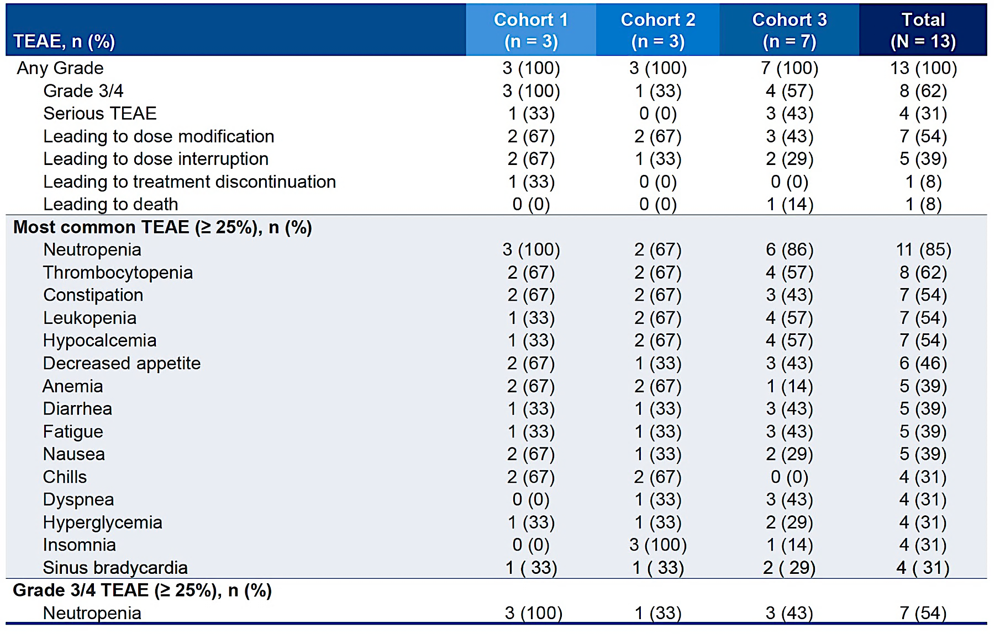 TEAE, n (%) Cohort 1 (n = 3) Cohort 2 (n = 3) Cohort 3 (n = 7) Total (N = 13)
Any Grade 3 (100) 3 (100) 7 (100) 13 (100)
Grade 3/4 3 (100) 1 (33) 4 (57) 8 (62)
Serious TEAE 1 (33) 0 (0) 3 (43) 4 (31)
Leading to dose modification 2 (67) 2 (67) 3 (43) 7 (54)
Leading to dose interruption 2 (67) 1 (33) 2 (29) 5 (39)
Leading to treatment discontinuation 1 (33) 0 (0) 0 (0) 1 (8)
Leading to death 0 (0) 0 (0) 1 (14) 1 (8)
Most common TEAE (≥ 25%), n (%)
Neutropenia 3 (100) 2 (67) 6 (86) 11 (85)
Thrombocytopenia 2 (67) 2 (67) 4 (57) 8 (62)
Constipation 2 (67) 2 (67) 3 (43) 7 (54)
Leukopenia 1 (33) 2 (67) 4 (57) 7 (54)
Hypocalcemia 1 (33) 2 (67) 4 (57) 7 (54)
Decreased appetite 2 (67) 1 (33) 3 (43) 6 (46)
Anemia 2 (67) 2 (67) 1 (14) 5 (39)
Diarrhea 1 (33) 1 (33) 3 (43) 5 (39)
Fatigue 1 (33) 1 (33) 3 (43) 5 (39)
Nausea 2 (67) 1 (33) 2 (29) 5 (39)
Chills 2 (67) 2 (67) 0 (0) 4 (31)
Dyspnea 0 (0) 1 (33) 3 (43) 4 (31)
Hyperglycemia 1 (33) 1 (33) 2 (29) 4 (31)
Insomnia 0 (0) 3 (100) 1 (14) 4 (31)
Sinus bradycardia 1 ( 33) 1 ( 33) 2 ( 29) 4 ( 31)
Grade 3/4 TEAE (≥ 25%), n (%)
Neutropenia 3 (100) 1 (33) 3 (43) 7 (54)